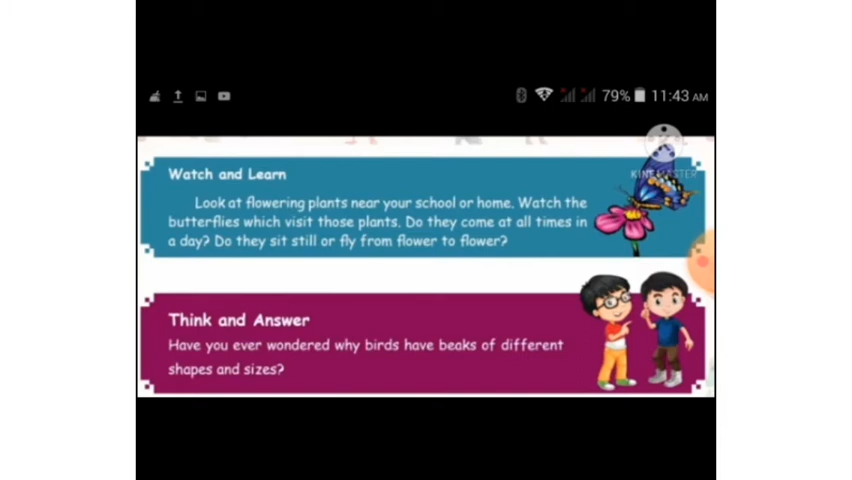 79% 11:43 AM
KINEMASTER
Watch and Learn
Look at flowering plants near your school or home. Watch the
butterflies which visit those plants. Do they come at all times in
a day? Do they sit still or fly from flower to flower?
Think and Answer
Have you ever wondered why birds have beaks of different
shapes and sizes?